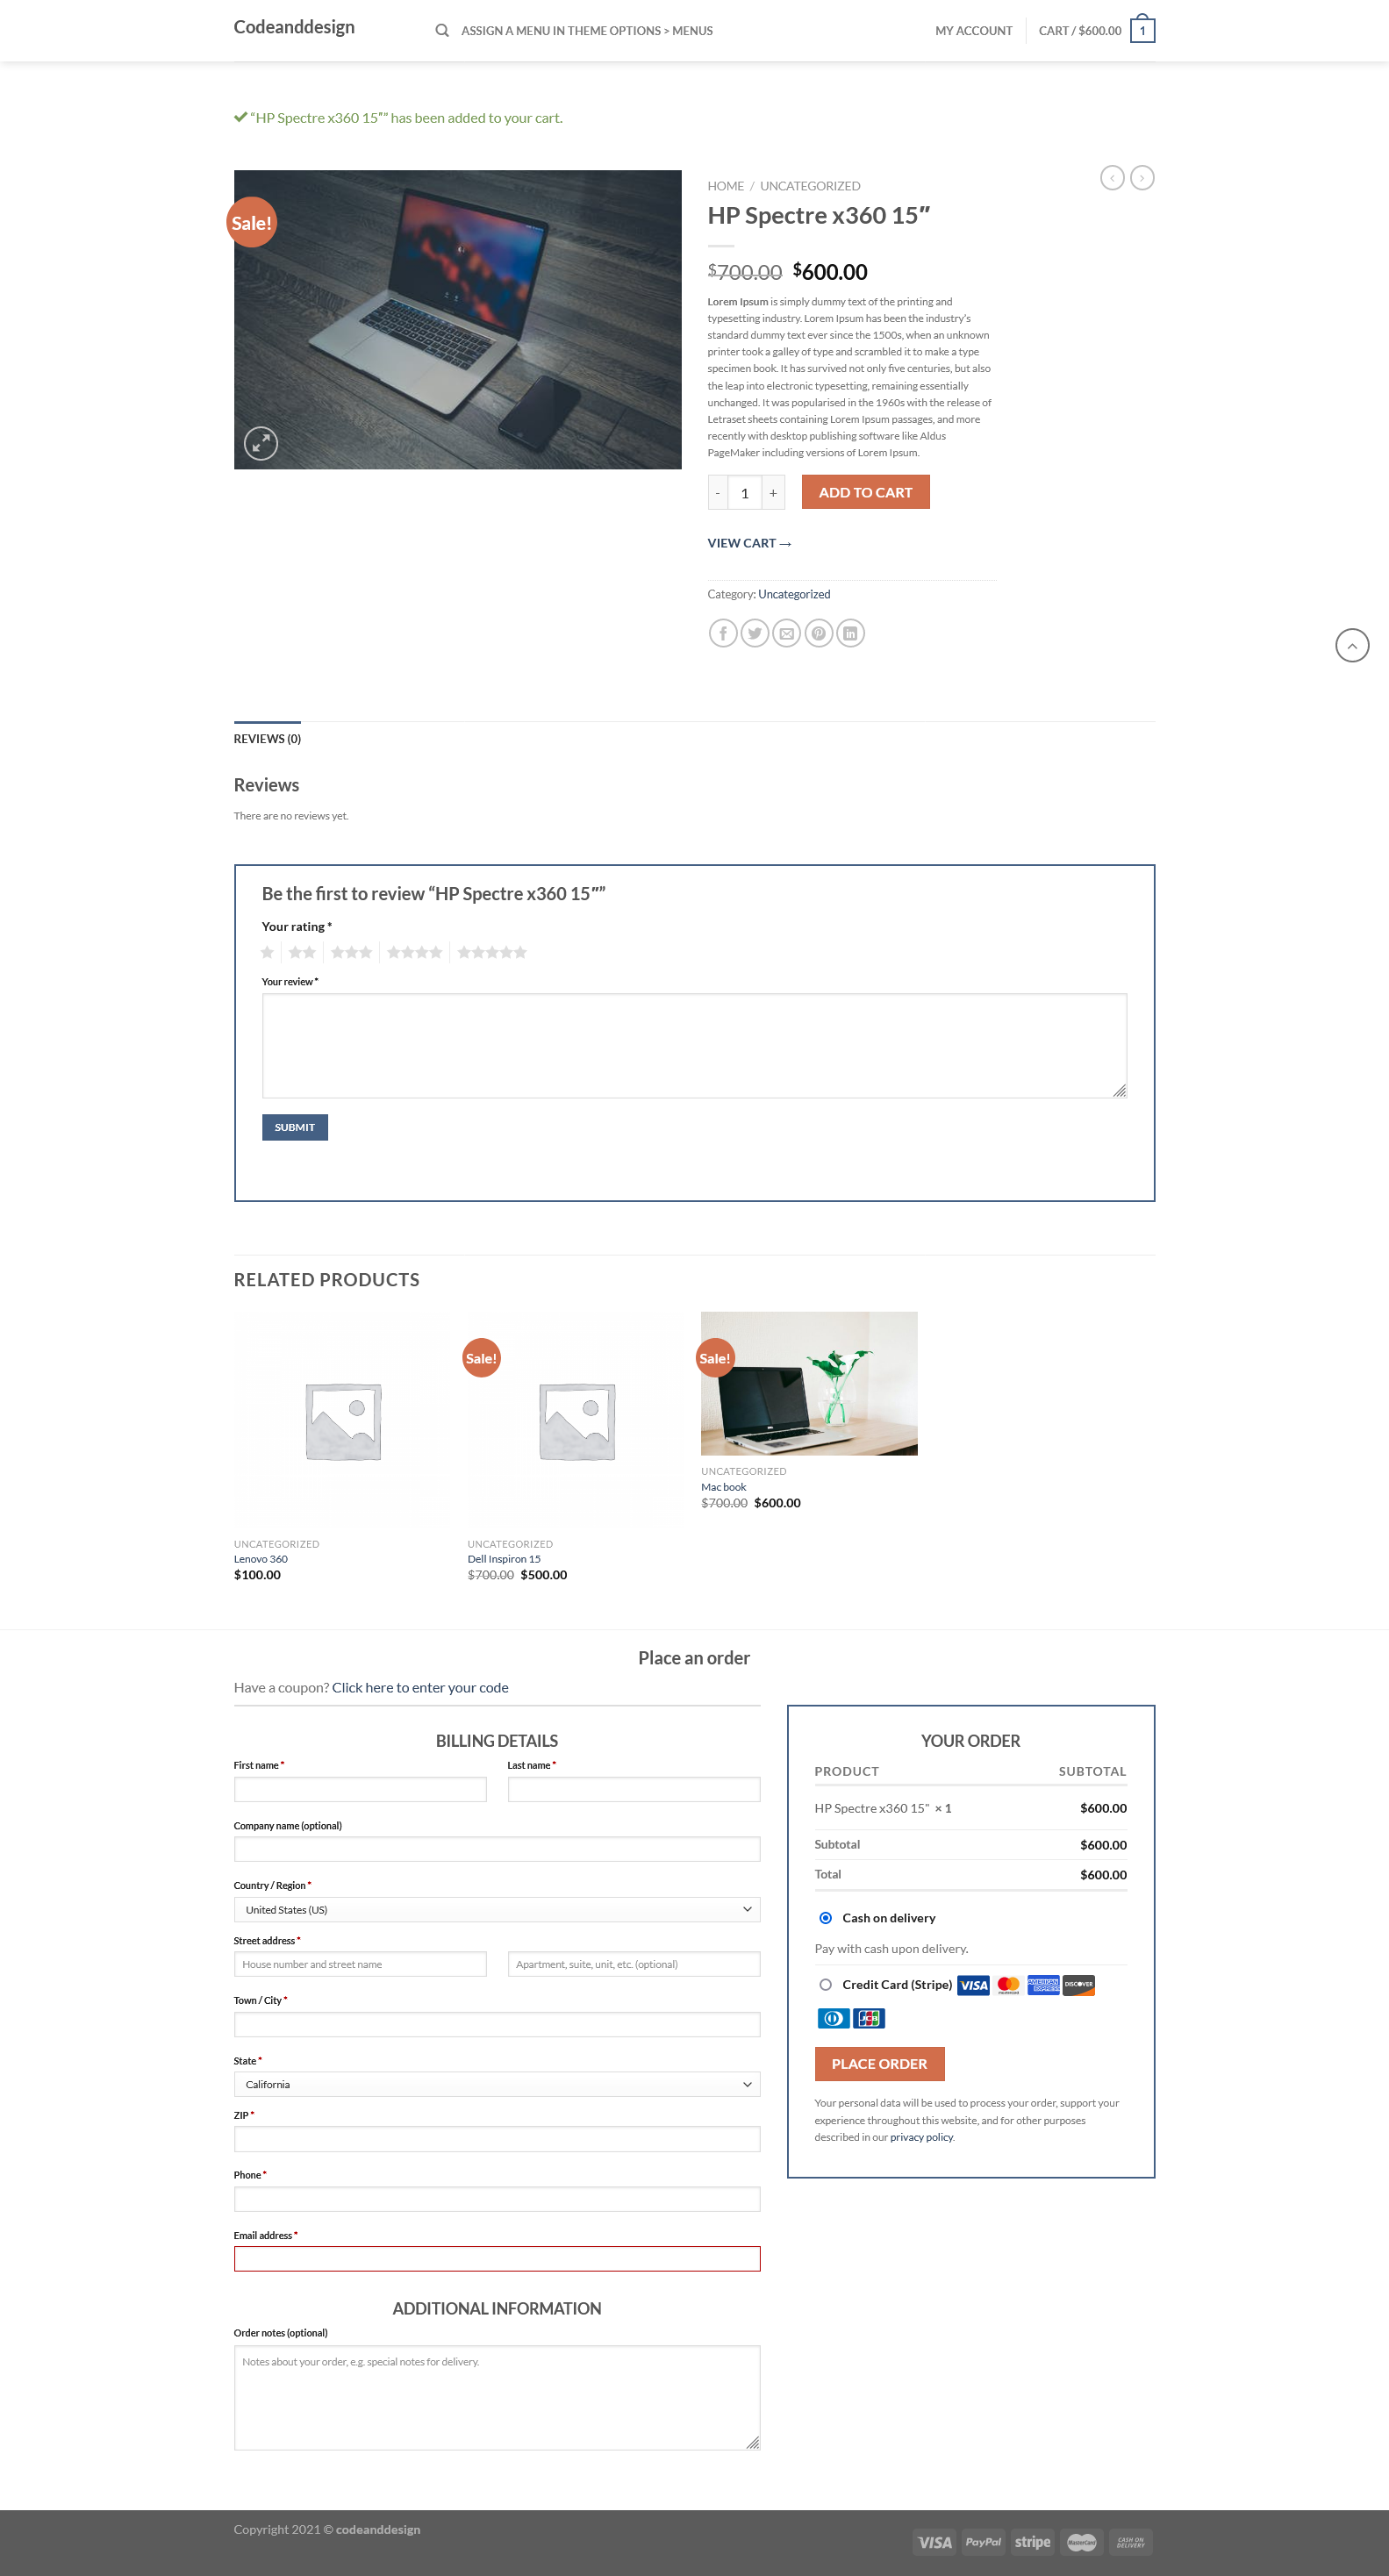 Codeanddesign
ASSIGN A MENU IN THEME OPTIONS > MENUS
MY ACCOUNT
CART / $600.00
1
“HP Spectre x360 15″” has been added to your cart.
Sale!
HOME / UNCATEGORIZED
HP Spectre x360 15″
$700.00 $600.00
Lorem Ipsum is simply dummy text of the printing and
typesetting industry. Lorem Ipsum has been the industry's
standard dummy text ever since the 1500s, when an unknown
printer took a galley of type and scrambled it to make a type
specimen book. It has survived not only five centuries, but also
the leap into electronic typesetting, remaining essentially
unchanged. It was popularised in the 1960s with the release of
Letraset sheets containing Lorem Ipsum passages, and more
recently with desktop publishing software like Aldus
PageMaker including versions of Lorem Ipsum.
- 1 + ADD TO CART
VIEW CART →
Category: Uncategorized
REVIEWS (0)
Reviews
There are no reviews yet.
Be the first to review “HP Spectre x360 15″”
Your rating *
Your review *
SUBMIT
RELATED PRODUCTS
UNCATEGORIZED
Lenovo 360
$100.00
Sale!
UNCATEGORIZED
Dell Inspiron 15
$700.00 $500.00
Sale!
UNCATEGORIZED
Mac book
$700.00 $600.00
Place an order
Have a coupon? Click here to enter your code
BILLING DETAILS
First name *
Last name *
Company name (optional)
Country / Region *
United States (US)
Street address *
House number and street name
Apartment, suite, unit, etc. (optional)
Town / City *
State *
California
ZIP *
Phone *
Email address *
ADDITIONAL INFORMATION
Order notes (optional)
Notes about your order, e.g. special notes for delivery.
YOUR ORDER
PRODUCT SUBTOTAL
HP Spectre x360 15" × 1 $600.00
Subtotal $600.00
Total $600.00
Cash on delivery
Pay with cash upon delivery.
Credit Card (Stripe) VISA mastercard AMERICAN EXPRESS DISCOVER
JCB
PLACE ORDER
Your personal data will be used to process your order, support your
experience throughout this website, and for other purposes
described in our privacy policy.
Copyright 2021 © codeanddesign
VISA PayPal stripe MasterCard CASH ON DELIVERY